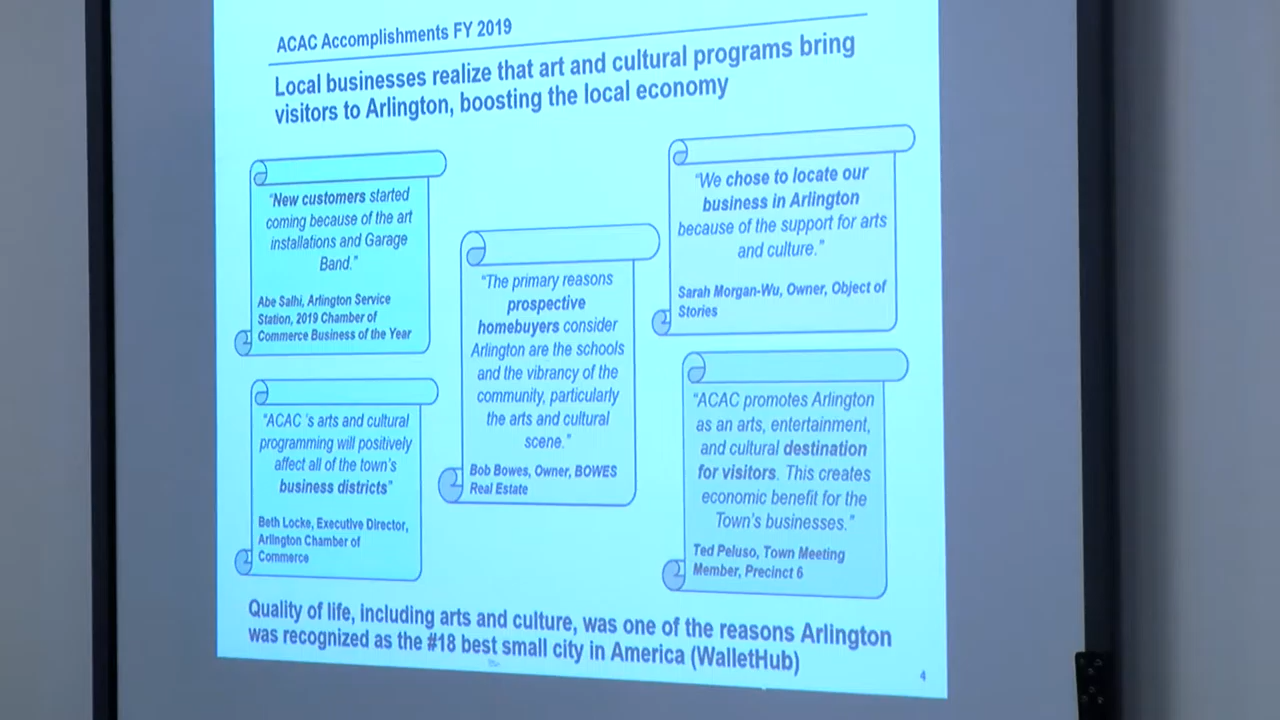 ACAC Accomplishments FY 2019
Local businesses realize that art and cultural programs bring
visitors to Arlington, boosting the local economy
"New customers started
coming because of the art
installations and Garage
Band."
Abe Salhi, Arlington Service
Station, 2019 Chamber of
Commerce Business of the Year
"ACAC 's arts and cultural
programming will positively
affect all of the town's
business districts"
Beth Locke, Executive Director,
Arlington Chamber of
Commerce
"The primary reasons
prospective
homebuyers consider
Arlington are the schools
and the vibrancy of the
community, particularly
the arts and cultural
scene."
Bob Bowes, Owner, BOWES
Real Estate
"We chose to locate our
business in Arlington
because of the support for arts
and culture."
Sarah Morgan-Wu, Owner, Object of
Stories
"ACAC promotes Arlington
as an arts, entertainment,
and cultural destination
for visitors. This creates
economic benefit for the
Town's businesses."
Ted Peluso, Town Meeting
Member, Precinct 6
Quality of life, including arts and culture, was one of the reasons Arlington
was recognized as the #18 best small city in America (WalletHub)
4